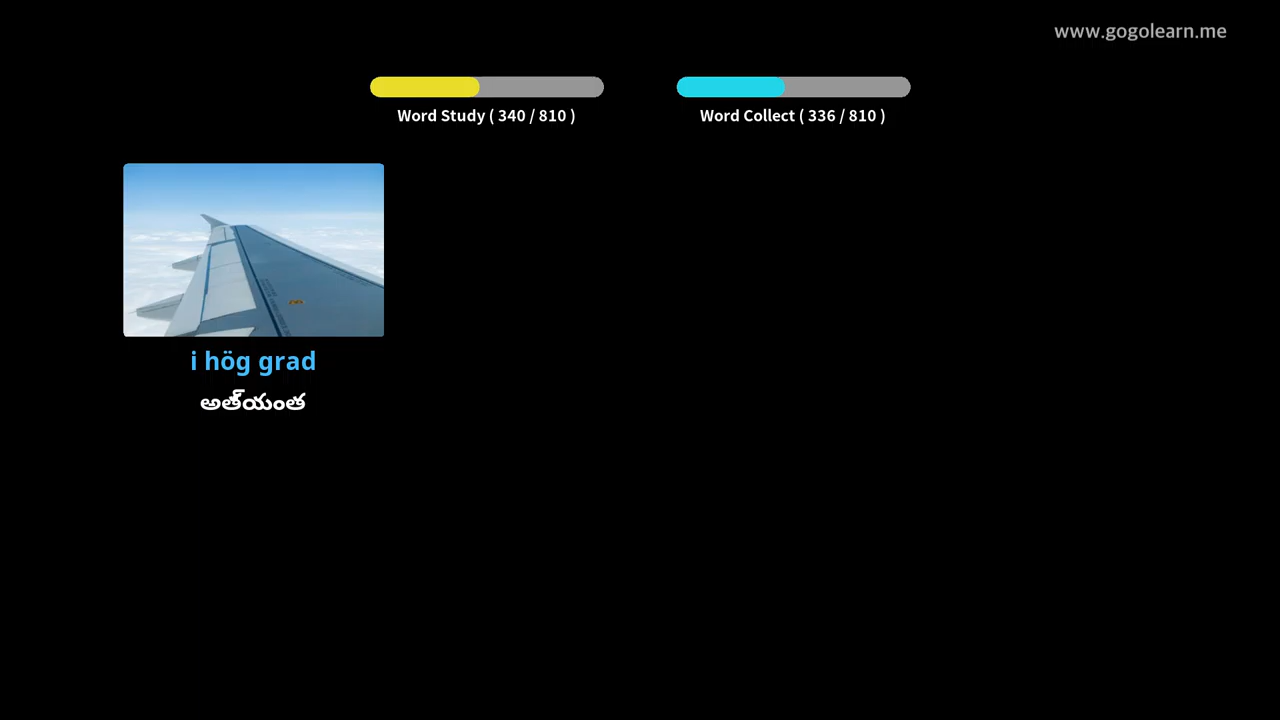 www.gogolearn.me
Word Study ( 340 / 810 )
Word Collect ( 336 / 810 )
i hög grad
అత్యంత